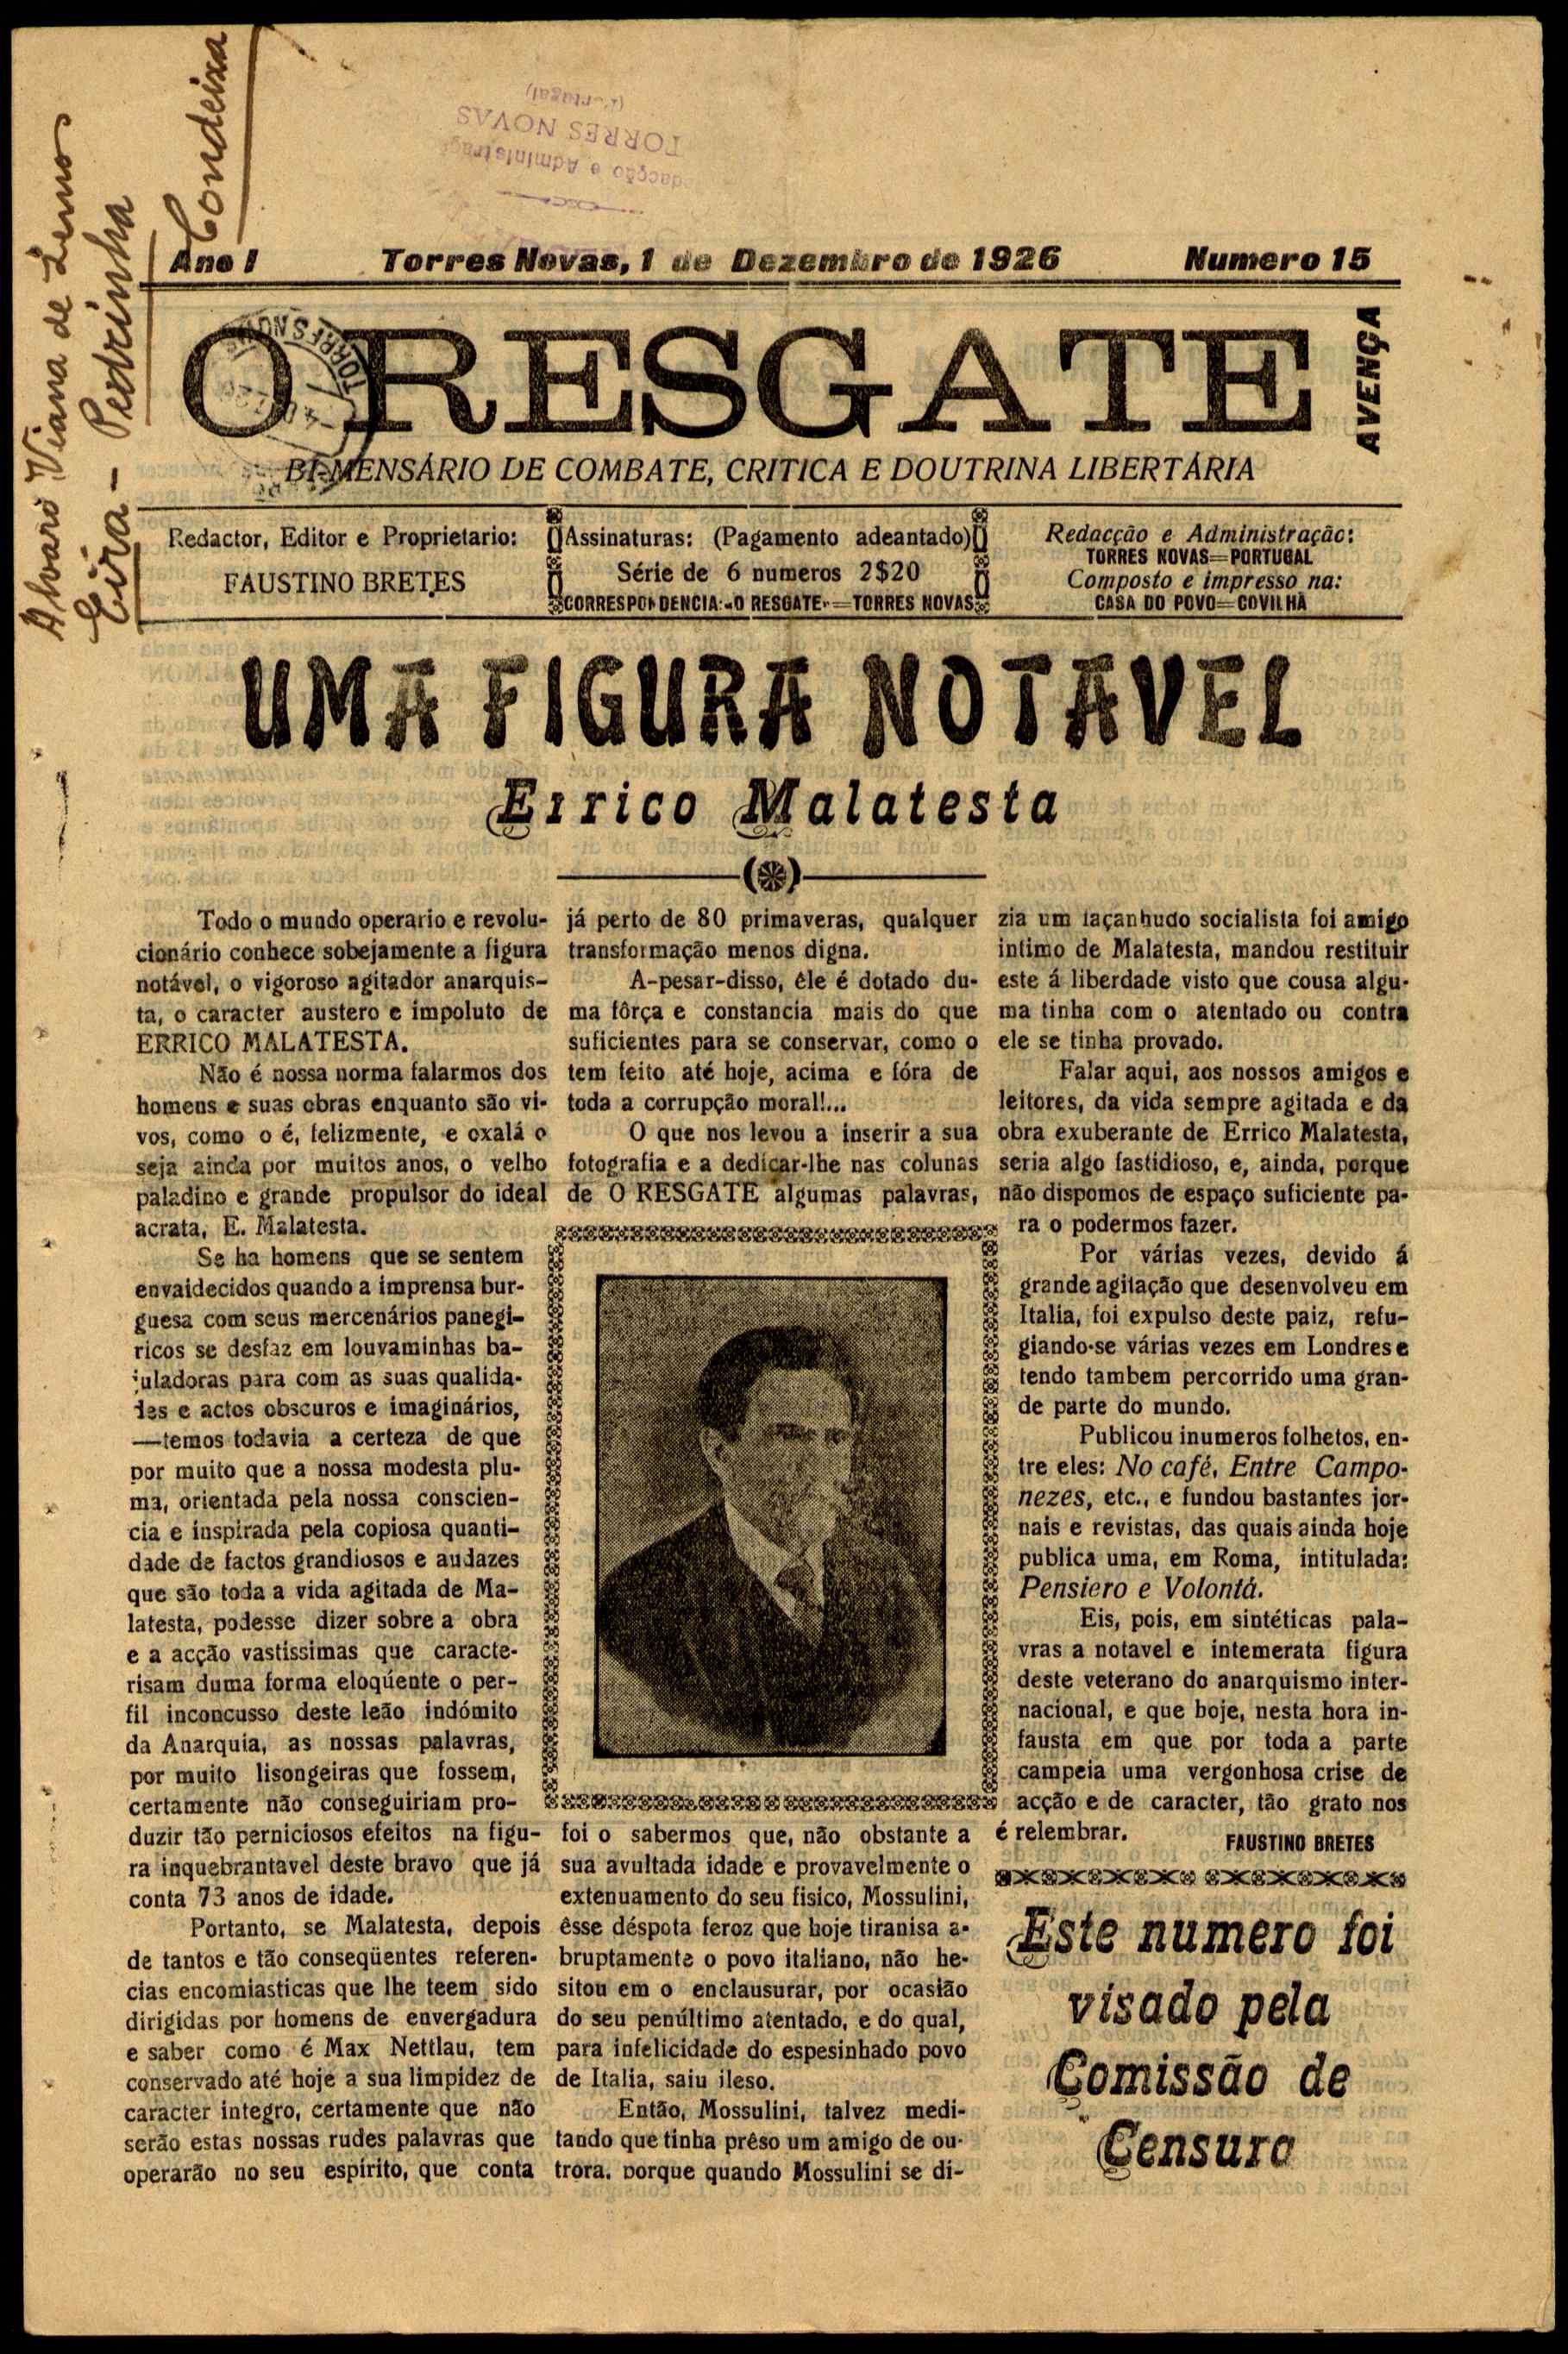 Alvaro Viana de Lemos
Eira - Pedrinha
Condeixa
(Portugal)
TORRES NOVAS
Redacção e Administração
Ano I
Torres Novas, 1 de Dezembro de 1926
Numero 15
O RESGATE
AVENÇA
TORRES NOVAS
BI-MENSÁRIO DE COMBATE, CRITICA E DOUTRINA LIBERTÁRIA
Redactor, Editor e Proprietario:
FAUSTINO BRETES
Assinaturas: (Pagamento adeantado)
Série de 6 numeros 2$20
CORRESPONDENCIA: «O RESGATE» = TORRES NOVAS
Redacção e Administração:
TORRES NOVAS=PORTUGAL
Composto e impresso na:
CASA DO POVO=COVILHÃ
UMA FIGURA NOTAVEL
Errico Malatesta
Todo o mundo operario e revolu-
cionário conhece sobejamente a figura
notável, o vigoroso agitador anarquis-
ta, o caracter austero e impoluto de
ERRICO MALATESTA.
Não é nossa norma falarmos dos
homens e suas obras enquanto são vi-
vos, como o é, felizmente, e oxalá o
seja ainda por muitos anos, o velho
paladino e grande propulsor do ideal
acrata, E. Malatesta.
Se ha homens que se sentem
envaidecidos quando a imprensa bur-
guesa com seus mercenários panegi-
ricos se desfaz em louvaminhas ba-
juladoras para com as suas qualida-
des e actos obscuros e imaginários,
—temos todavia a certeza de que
por muito que a nossa modesta plu-
ma, orientada pela nossa conscien-
cia e inspirada pela copiosa quanti-
dade de factos grandiosos e audazes
que são toda a vida agitada de Ma-
latesta, podesse dizer sobre a obra
e a acção vastissimas que caracte-
risam duma forma eloqüente o per-
fil inconcusso deste leão indómito
da Anarquia, as nossas palavras,
por muito lisongeiras que fossem,
certamente não conseguiriam pro-
duzir tão perniciosos efeitos na figu-
ra inquebrantavel deste bravo que já
conta 73 anos de idade.
Portanto, se Malatesta, depois
de tantos e tão conseqüentes referen-
cias encomiasticas que lhe teem sido
dirigidas por homens de envergadura
e saber como é Max Nettlau, tem
conservado até hoje a sua limpidez de
caracter integro, certamente que não
serão estas nossas rudes palavras que
operarão no seu espírito, que conta
já perto de 80 primaveras, qualquer
transformação menos digna.
A-pesar-disso, êle é dotado du-
ma fôrça e constancia mais do que
suficientes para se conservar, como o
tem feito até hoje, acima e fóra de
toda a corrupção moral!...
O que nos levou a inserir a sua
fotografia e a dedicar-lhe nas colunas
de O RESGATE algumas palavras,
foi o sabermos que, não obstante a
sua avultada idade e provavelmente o
extenuamento do seu fisico, Mossulini,
êsse déspota feroz que hoje tiranisa a-
bruptamente o povo italiano, não he-
sitou em o enclausurar, por ocasião
do seu penúltimo atentado, e do qual,
para infelicidade do espesinhado povo
de Italia, saiu ileso.
Então, Mossulini, talvez medi-
tando que tinha prêso um amigo de ou-
trora, porque quando Mossulini se di-
zia um façanhudo socialista foi amigo
intimo de Malatesta, mandou restituir
este á liberdade visto que cousa algu-
ma tinha com o atentado ou contra
ele se tinha provado.
Falar aqui, aos nossos amigos e
leitores, da vida sempre agitada e da
obra exuberante de Errico Malatesta,
seria algo fastidioso, e, ainda, porque
não dispomos de espaço suficiente pa-
ra o podermos fazer.
Por várias vezes, devido á
grande agitação que desenvolveu em
Italia, foi expulso deste paiz, refu-
giando-se várias vezes em Londres e
tendo tambem percorrido uma gran-
de parte do mundo.
Publicou inumeros folhetos, en-
tre eles: No café, Entre Campo-
nezes, etc., e fundou bastantes jor-
nais e revistas, das quais ainda hoje
publica uma, em Roma, intitulada:
Pensiero e Volontá.
Eis, pois, em sintéticas pala-
vras a notavel e intemerata figura
deste veterano do anarquismo inter-
nacional, e que hoje, nesta hora in-
fausta em que por toda a parte
campeia uma vergonhosa crise de
acção e de caracter, tão grato nos
é relembrar.
FAUSTINO BRETES
Este numero foi
visado pela
Comissão de
Censura